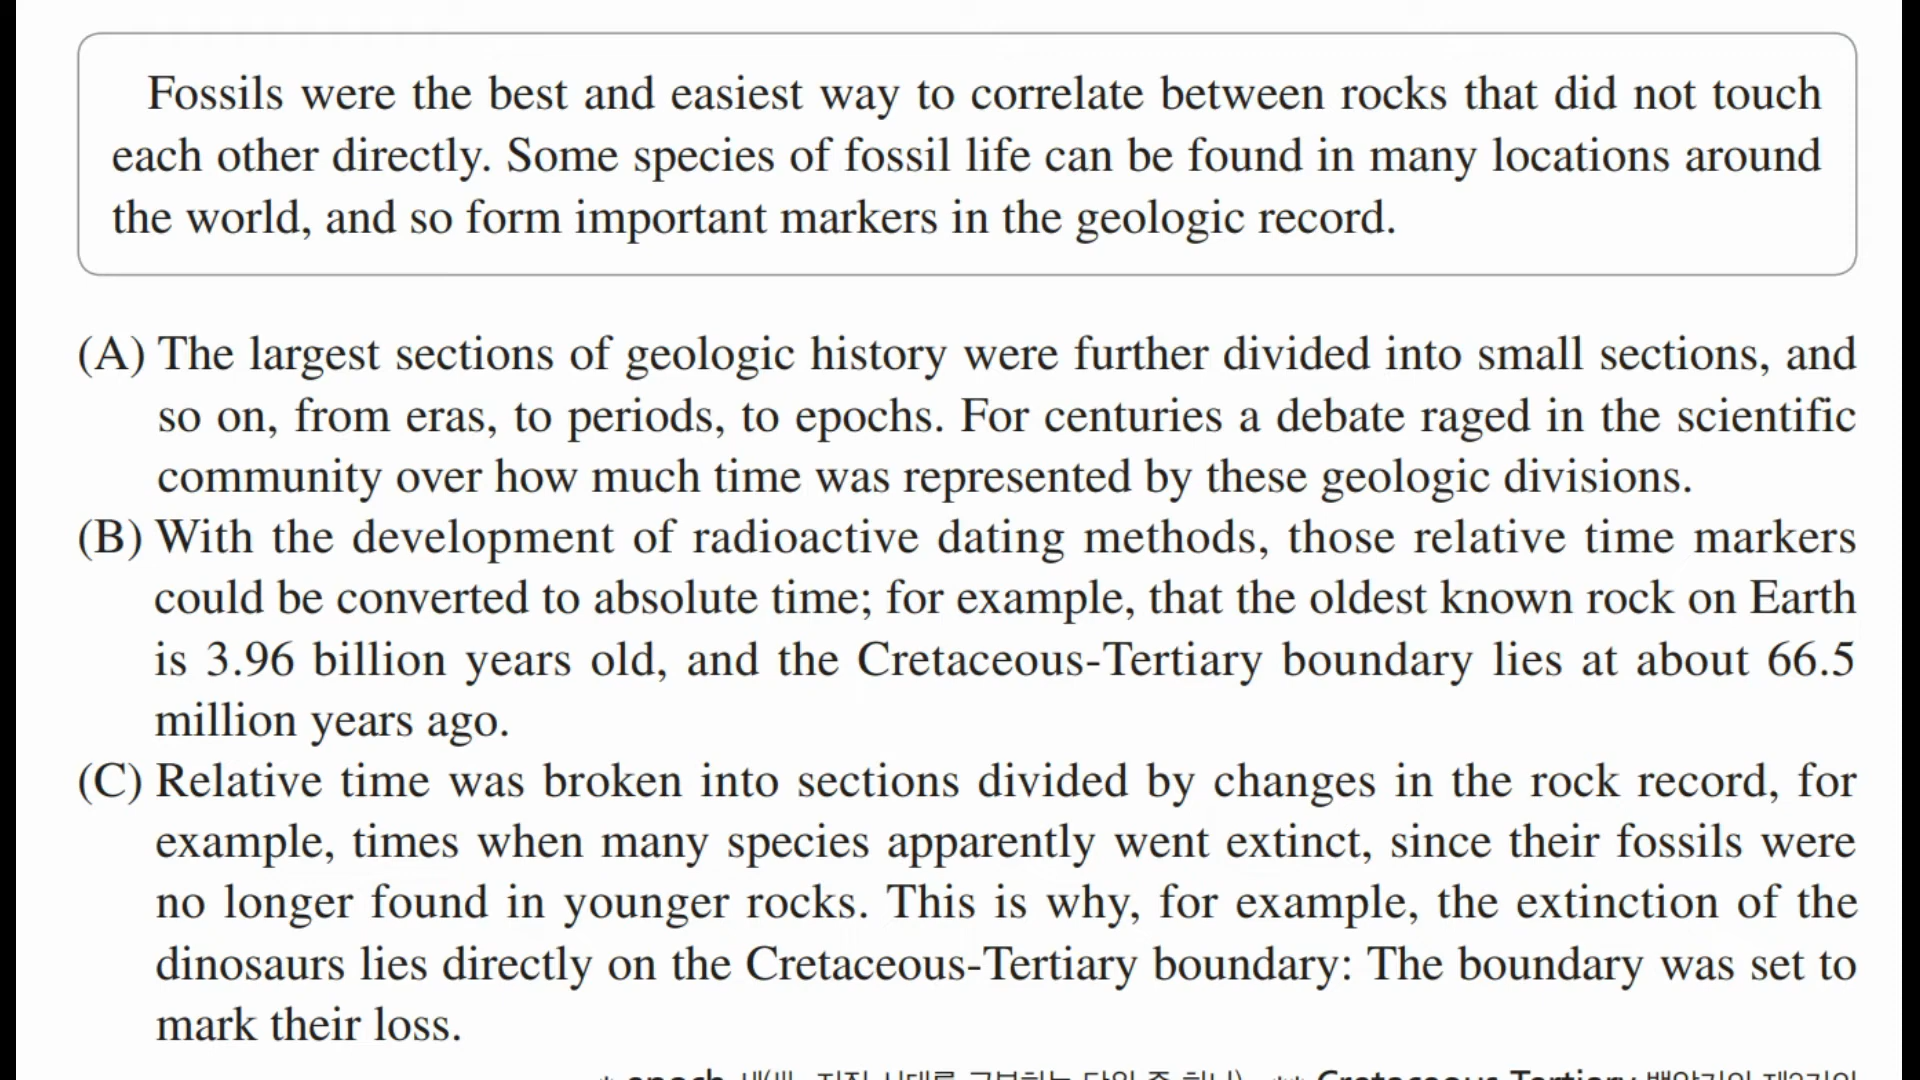 Fossils were the best and easiest way to correlate between rocks that did not touch
each other directly. Some species of fossil life can be found in many locations around
the world, and so form important markers in the geologic record.
(A) The largest sections of geologic history were further divided into small sections, and
so on, from eras, to periods, to epochs. For centuries a debate raged in the scientific
community over how much time was represented by these geologic divisions.
(B) With the development of radioactive dating methods, those relative time markers
could be converted to absolute time; for example, that the oldest known rock on Earth
is 3.96 billion years old, and the Cretaceous-Tertiary boundary lies at about 66.5
million years ago.
(C) Relative time was broken into sections divided by changes in the rock record, for
example, times when many species apparently went extinct, since their fossils were
no longer found in younger rocks. This is why, for example, the extinction of the
dinosaurs lies directly on the Cretaceous-Tertiary boundary: The boundary was set to
mark their loss.
* epoch ** Cretaceous-Tertiary